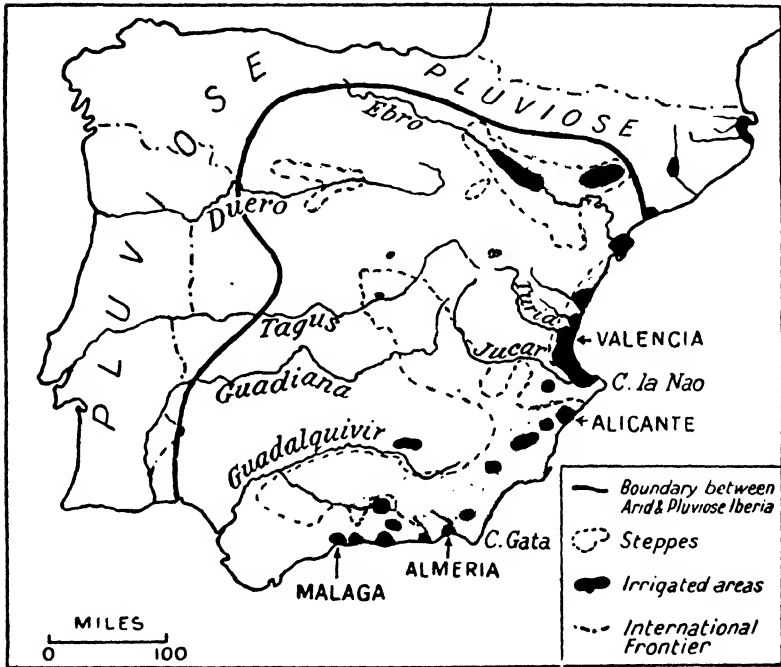 PLUVIOSE
PLUVIOSE
Ebro
Duero
Tagus
Turia
Jucar
Guadiana
Guadalquivir
VALENCIA
C. la Nao
ALICANTE
C. Gata
ALMERIA
MALAGA
MILES
0 100
Boundary between
Arid & Pluviose Iberia
Steppes
Irrigated areas
International
Frontier